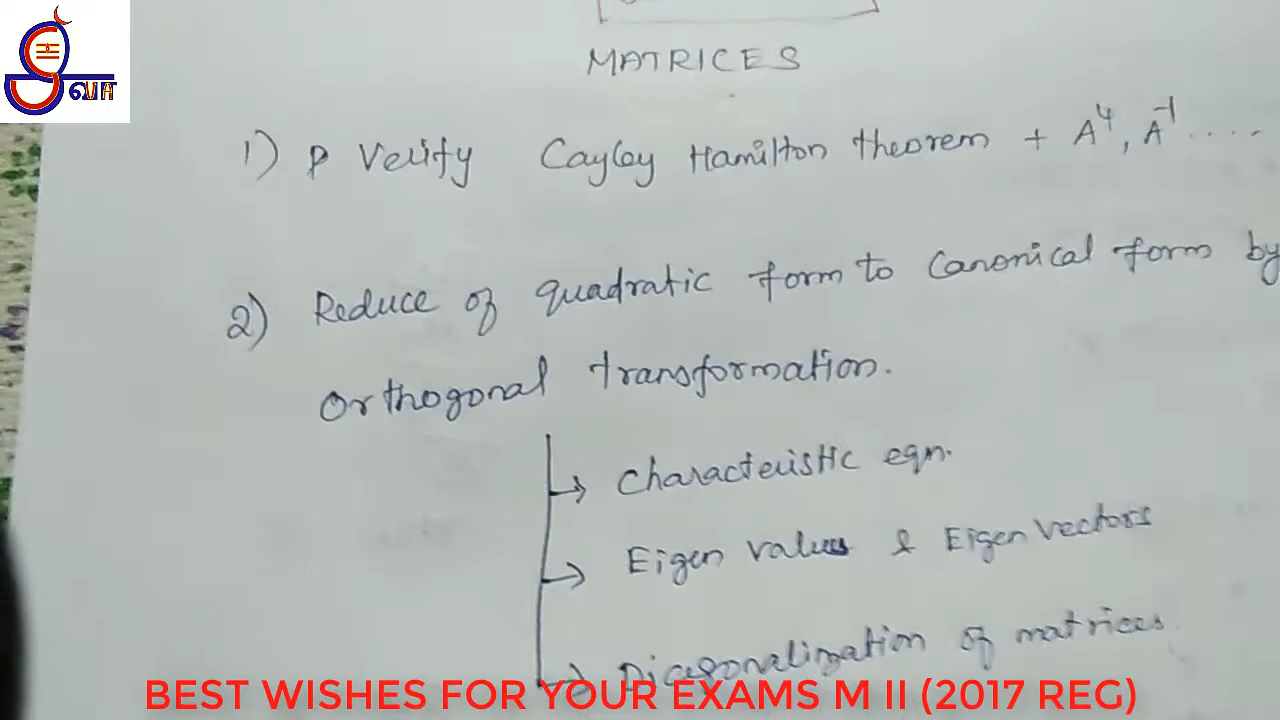 சிவா
MATRICES
1) P Verify Cayley Hamilton theorem + A⁴, A⁻¹ .....
2) Reduce of quadratic form to Canonical form by
Orthogonal transformation.
→ Characteristic eqn.
→ Eigen values & Eigen Vectors
→ Diagonalization of matrices
BEST WISHES FOR YOUR EXAMS M II (2017 REG)